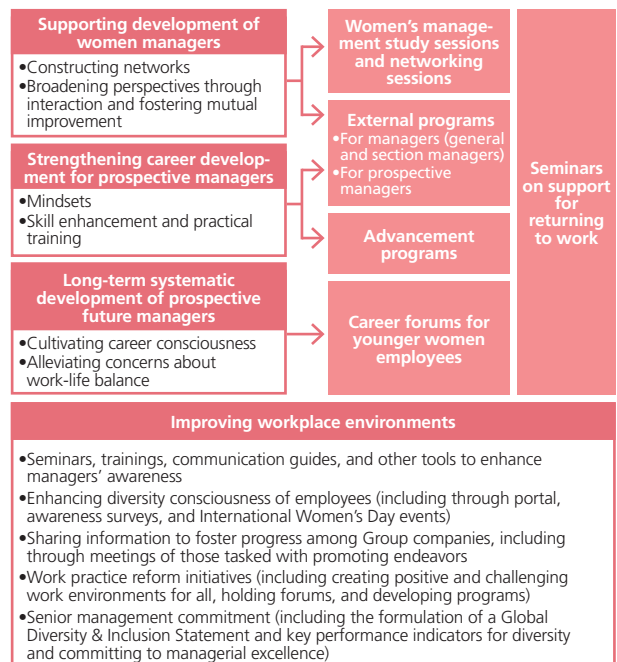 Supporting development of
women managers
•Constructing networks
•Broadening perspectives through
interaction and fostering mutual
improvement
Strengthening career develop-
ment for prospective managers
•Mindsets
•Skill enhancement and practical
training
Long-term systematic
development of prospective
future managers
•Cultivating career consciousness
•Alleviating concerns about
work-life balance
Women’s manage-
ment study sessions
and networking
sessions
External programs
•For managers (general
and section managers)
•For prospective
managers
Advancement
programs
Career forums for
younger women
employees
Seminars
on support
for
returning
to work
Improving workplace environments
•Seminars, trainings, communication guides, and other tools to enhance
managers’ awareness
•Enhancing diversity consciousness of employees (including through portal,
awareness surveys, and International Women’s Day events)
•Sharing information to foster progress among Group companies, including
through meetings of those tasked with promoting endeavors
•Work practice reform initiatives (including creating positive and challenging
work environments for all, holding forums, and developing programs)
•Senior management commitment (including the formulation of a Global
Diversity & Inclusion Statement and key performance indicators for diversity
and committing to managerial excellence)